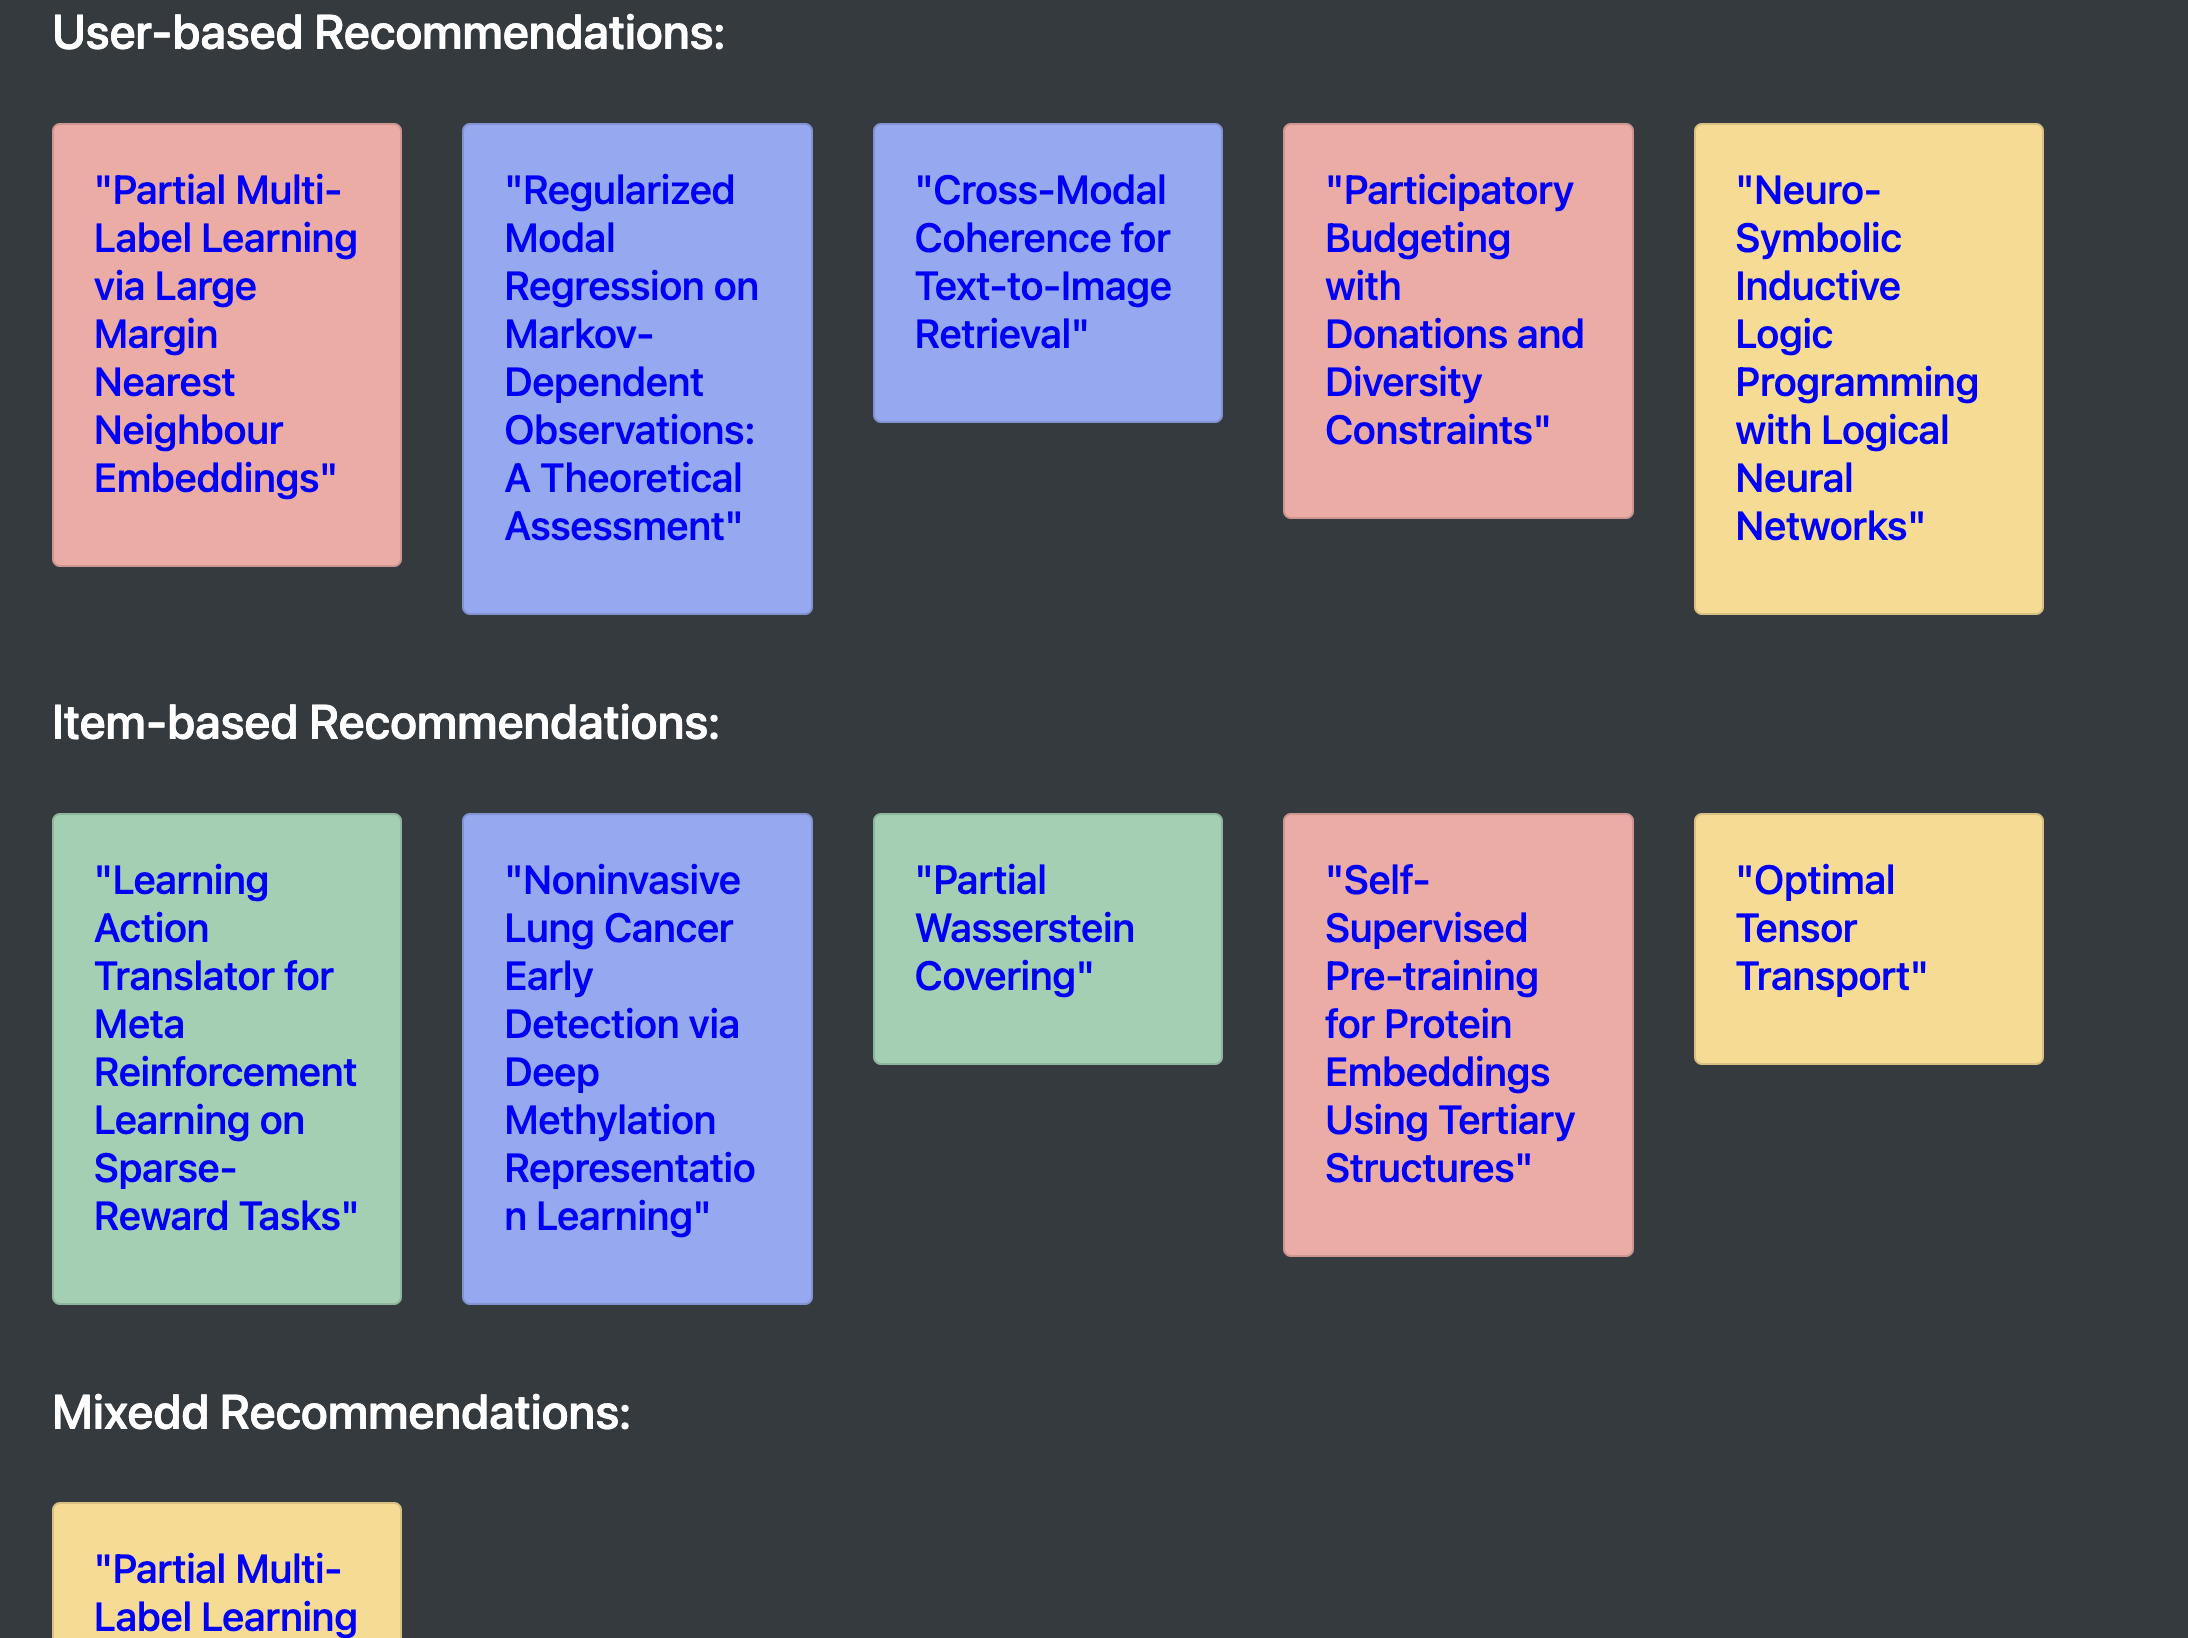 User-based Recommendations:
"Partial Multi-
Label Learning
via Large
Margin
Nearest
Neighbour
Embeddings"
"Regularized
Modal
Regression on
Markov-
Dependent
Observations:
A Theoretical
Assessment"
"Cross-Modal
Coherence for
Text-to-Image
Retrieval"
"Participatory
Budgeting
with
Donations and
Diversity
Constraints"
"Neuro-
Symbolic
Inductive
Logic
Programming
with Logical
Neural
Networks"
Item-based Recommendations:
"Learning
Action
Translator for
Meta
Reinforcement
Learning on
Sparse-
Reward Tasks"
"Noninvasive
Lung Cancer
Early
Detection via
Deep
Methylation
Representatio
n Learning"
"Partial
Wasserstein
Covering"
"Self-
Supervised
Pre-training
for Protein
Embeddings
Using Tertiary
Structures"
"Optimal
Tensor
Transport"
Mixedd Recommendations:
"Partial Multi-
Label Learning